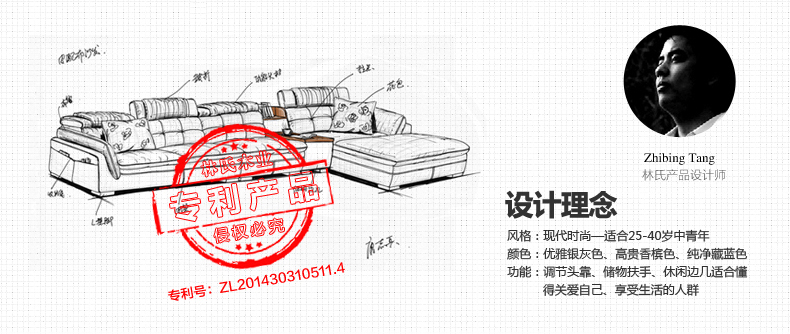 林氏木业
专利产品
侵权必究
专利号：ZL201430310511.4
Zhibing Tang
林氏产品设计师
设计理念
风格：现代时尚—适合25-40岁中青年
颜色：优雅银灰色、高贵香槟色、纯净藏蓝色
功能：调节头靠、储物扶手、休闲边几适合懂
得关爱自己、享受生活的人群